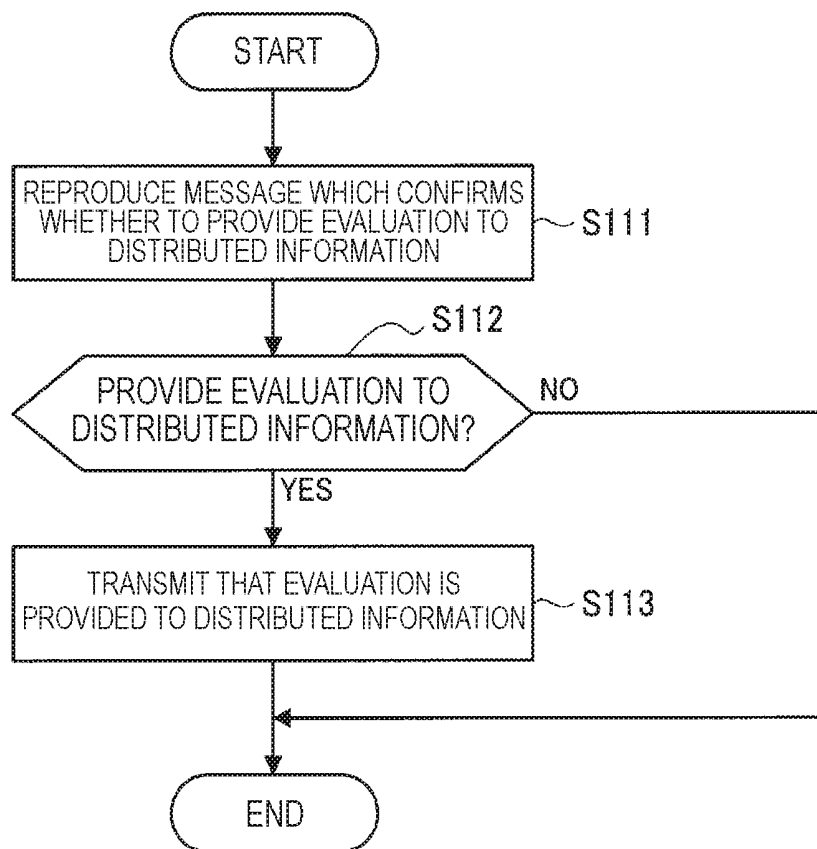 START
REPRODUCE MESSAGE WHICH CONFIRMS
WHETHER TO PROVIDE EVALUATION TO
DISTRIBUTED INFORMATION
S111
S112
PROVIDE EVALUATION TO
DISTRIBUTED INFORMATION?
NO
YES
TRANSMIT THAT EVALUATION IS
PROVIDED TO DISTRIBUTED INFORMATION
S113
END